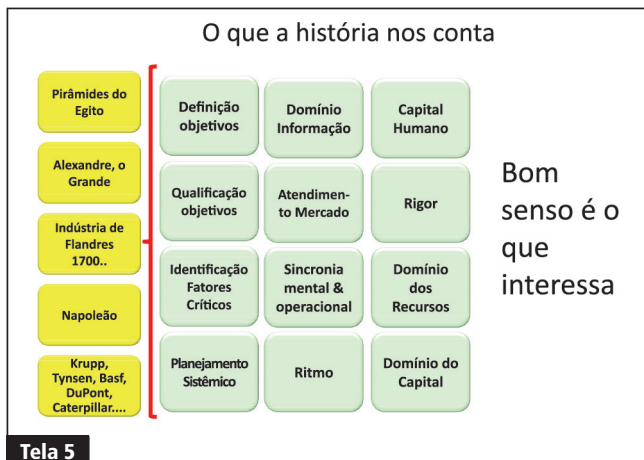 O que a história nos conta
Pirâmides do
Egito
Alexandre, o
Grande
Indústria de
Flandres
1700..
Napoleão
Krupp,
Tynsen, Basf,
DuPont,
Caterpillar....
Definição
objetivos
Domínio
Informação
Capital
Humano
Qualificação
objetivos
Atendimen-
to Mercado
Rigor
Identificação
Fatores
Críticos
Sincronia
mental &
operacional
Domínio
dos
Recursos
Planejamento
Sistêmico
Ritmo
Domínio do
Capital
Bom
senso é o
que
interessa
Tela 5